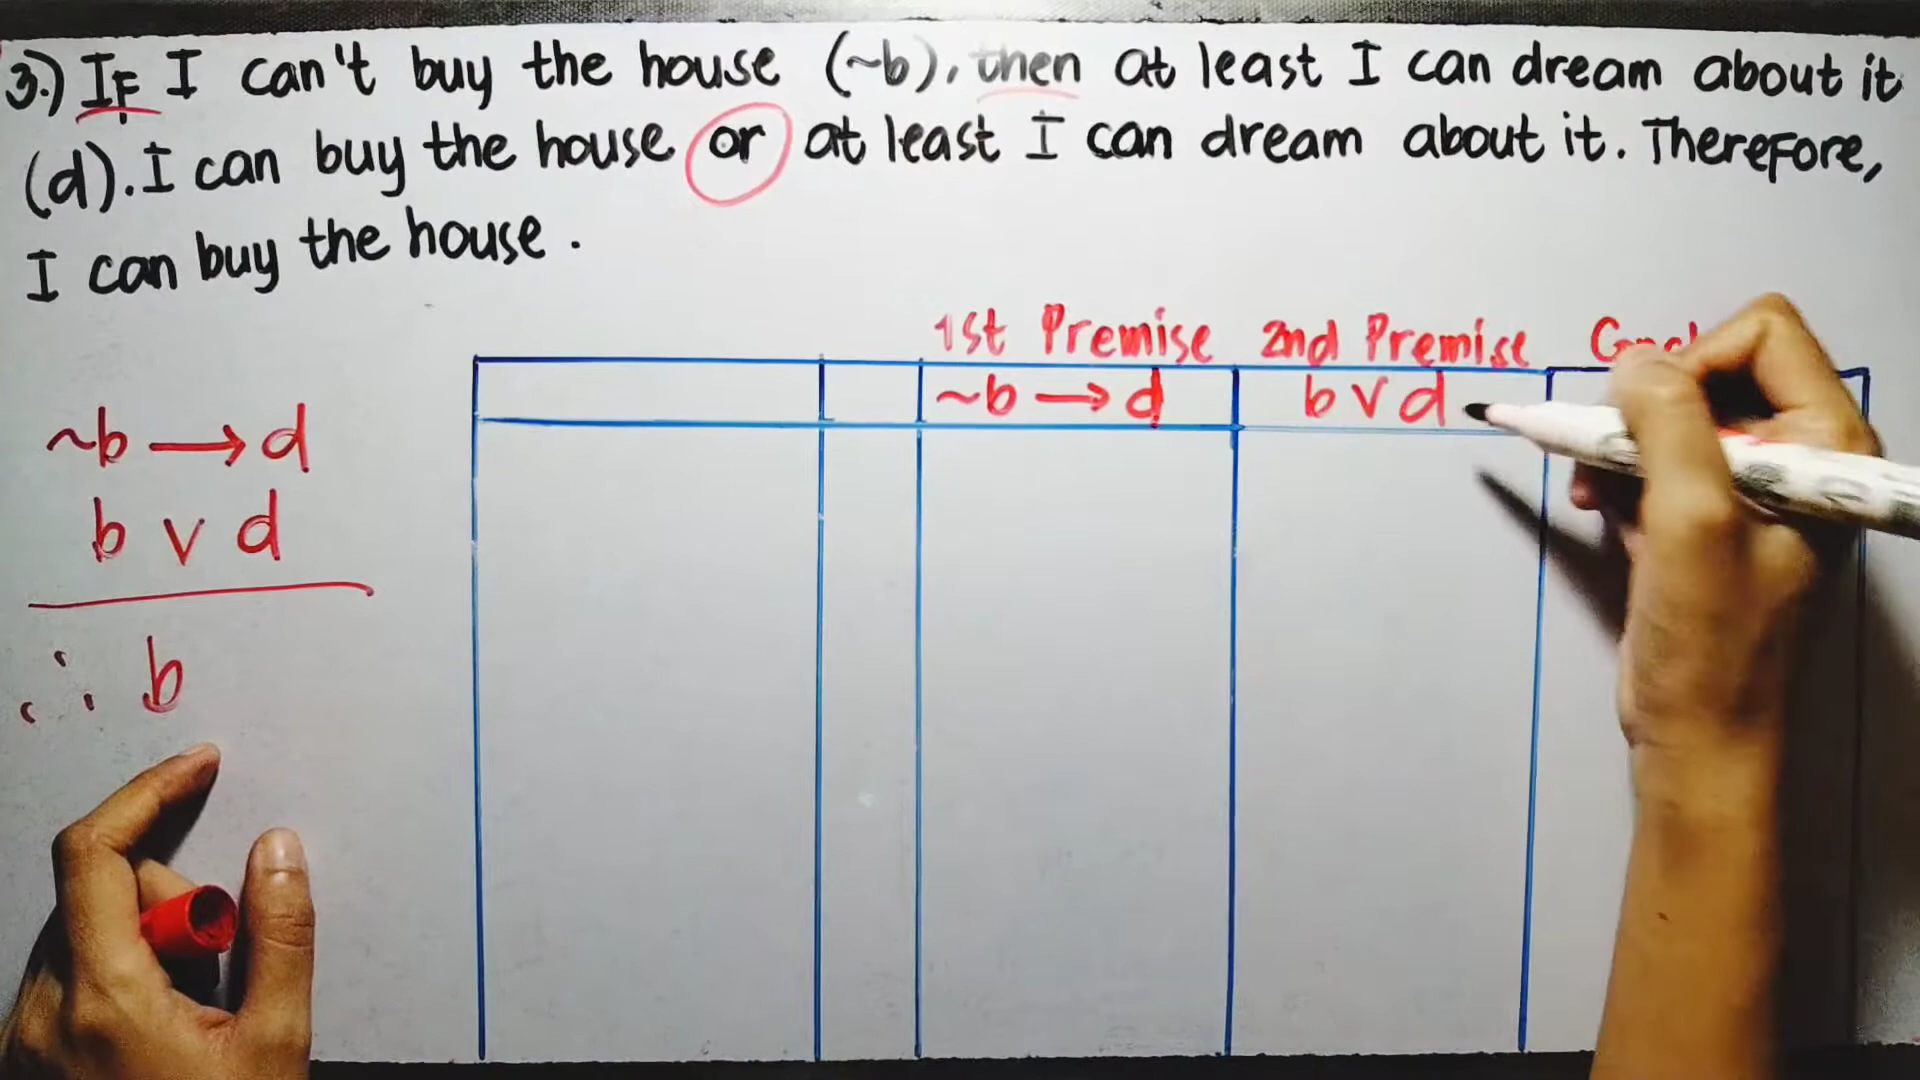 3.) If I can't buy the house (~b), then at least I can dream about it
(d). I can buy the house or at least I can dream about it. Therefore,
I can buy the house.
1st Premise 2nd Premise
~b → d b v d
~b → d
b v d
∴ b